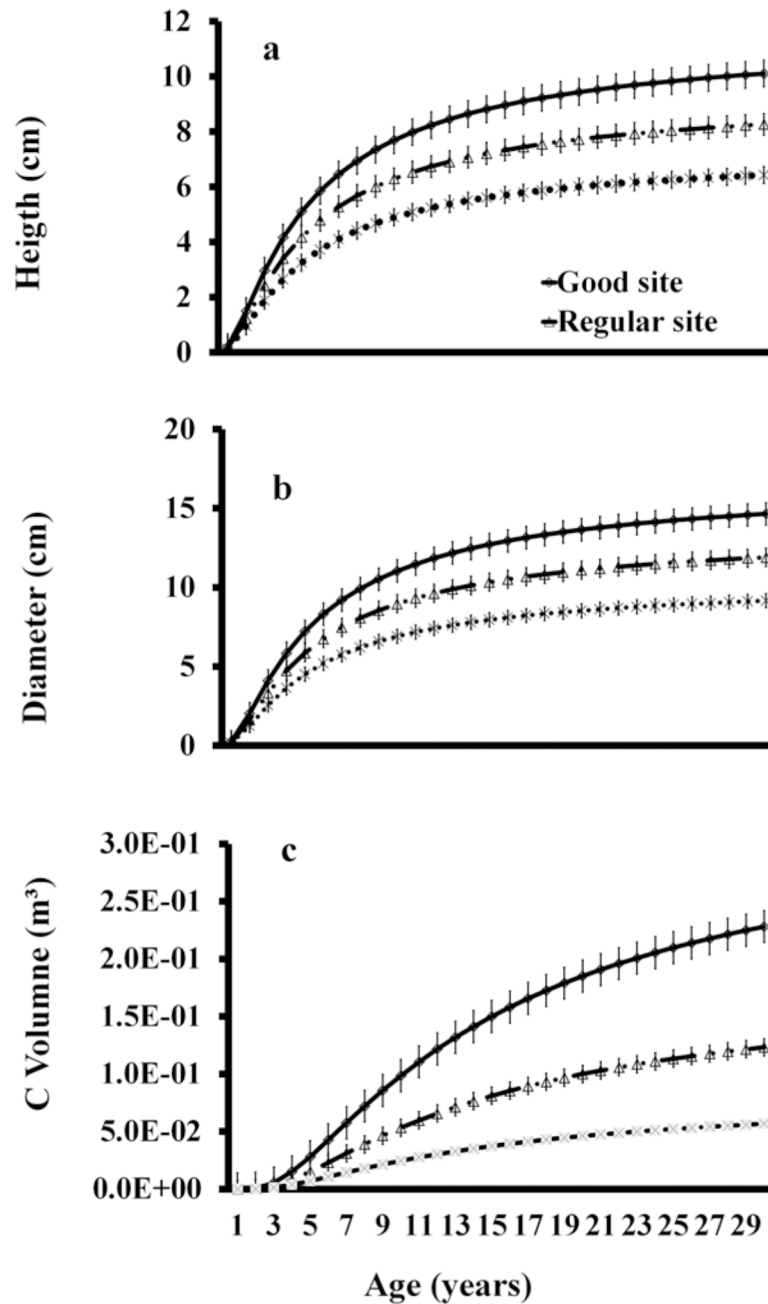 12
a
10
8
6
4
2
0
Heigth (cm)
Good site
Regular site
20
b
15
10
5
0
Diameter (cm)
3.0E-01
c
2.5E-01
2.0E-01
1.5E-01
1.0E-01
5.0E-02
0.0E+00
C Volumne (m³)
1 3 5 7 9 11 13 15 17 19 21 23 25 27 29
Age (years)